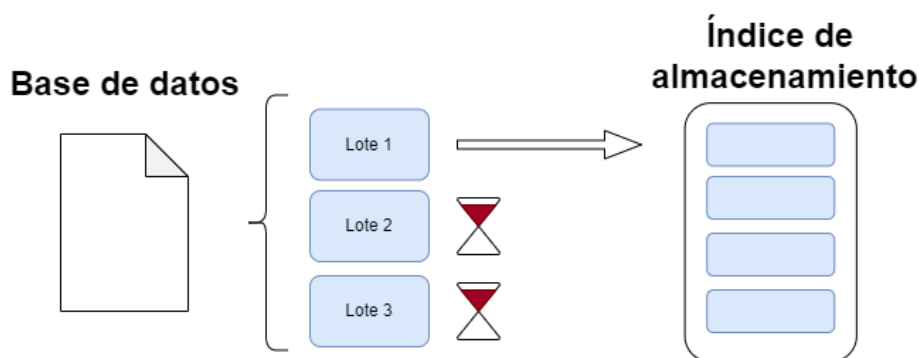 Base de datos
Lote 1
Lote 2
Lote 3
Índice de
almacenamiento